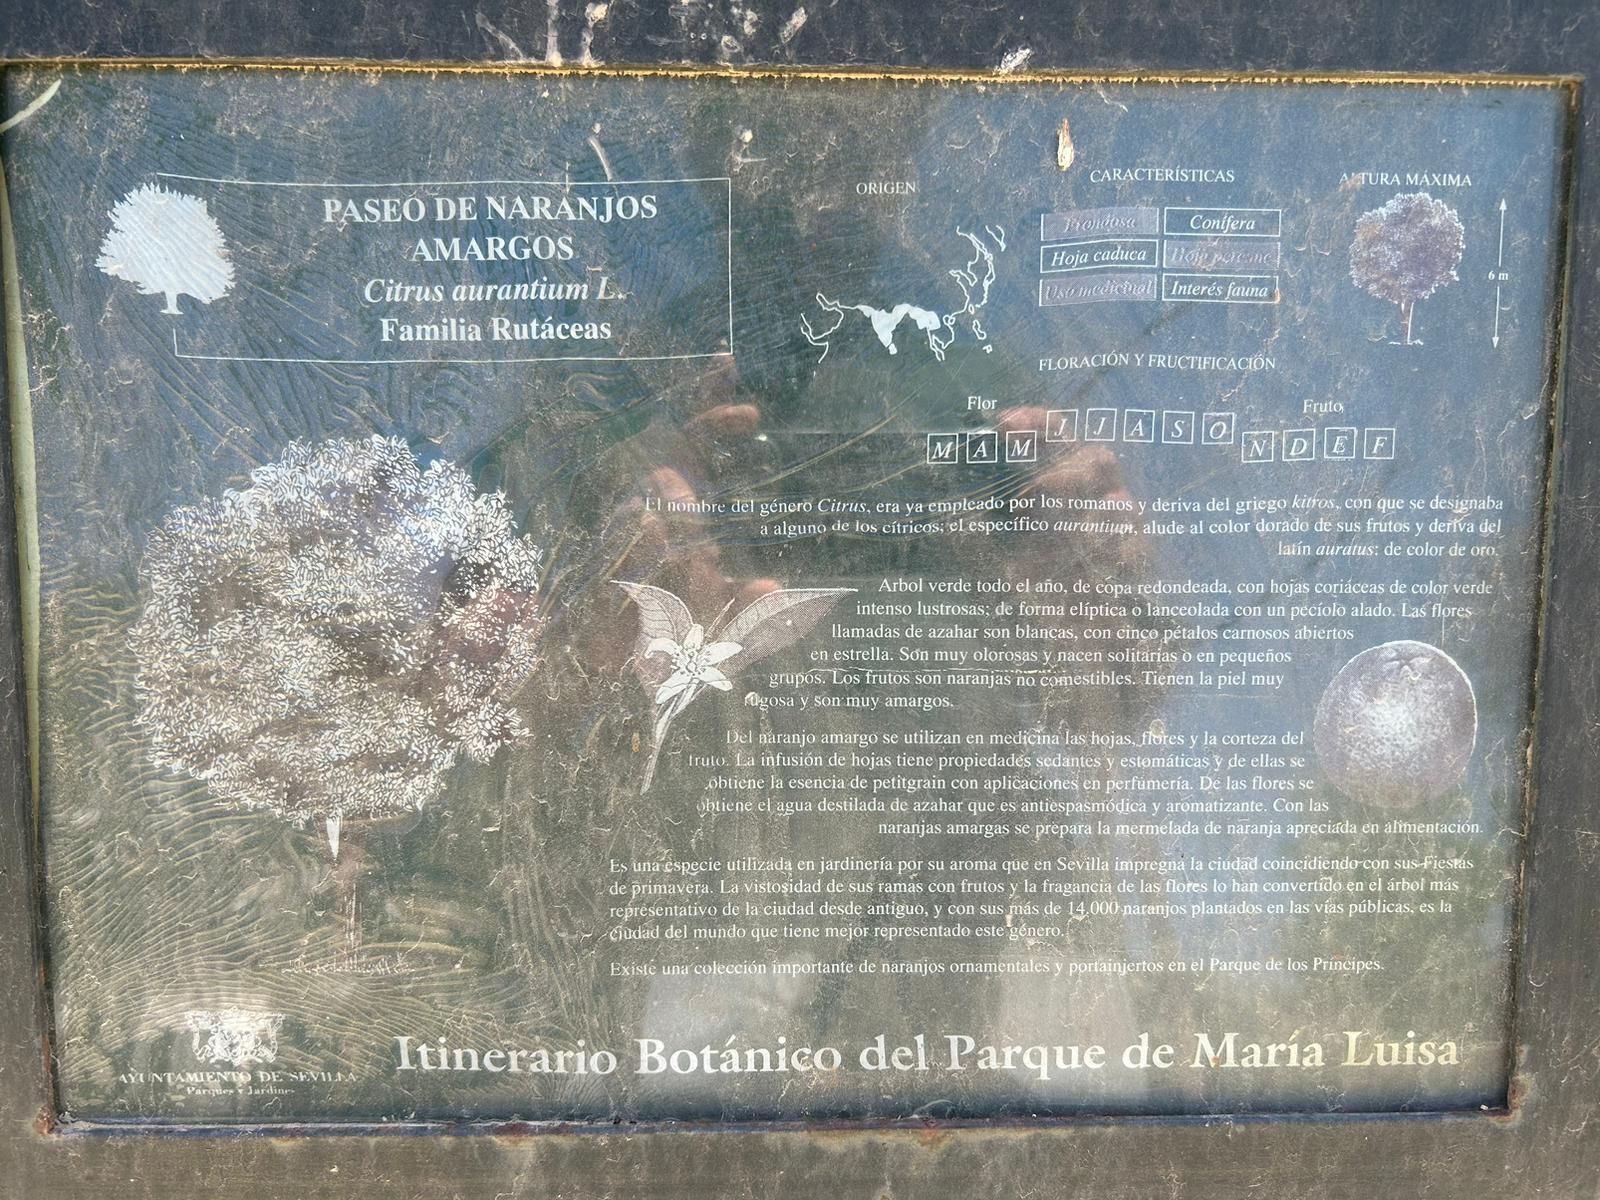 PASEO DE NARANJOS
AMARGOS
Citrus aurantium L.
Familia Rutáceas
ORIGEN
CARACTERÍSTICAS
Frondosa Conífera
Hoja caduca Hoja perenne
Uso medicinal Interés fauna
ALTURA MÁXIMA
6 m
FLORACIÓN Y FRUCTIFICACIÓN
Flor Fruto
M A M J J A S O N D E F
El nombre del género Citrus, era ya empleado por los romanos y deriva del griego kitros, con que se designaba
a alguno de los cítricos; el específico aurantium, alude al color dorado de sus frutos y deriva del
latín auratus: de color de oro.
Arbol verde todo el año, de copa redondeada, con hojas coriáceas de color verde
intenso lustrosas; de forma elíptica o lanceolada con un pecíolo alado. Las flores
llamadas de azahar son blancas, con cinco pétalos carnosos abiertos
en estrella. Son muy olorosas y nacen solitarias o en pequeños
grupos. Los frutos son naranjas no comestibles. Tienen la piel muy
rugosa y son muy amargos.
Del naranjo amargo se utilizan en medicina las hojas, flores y la corteza del
fruto. La infusión de hojas tiene propiedades sedantes y estomáticas y de ellas se
obtiene la esencia de petitgrain con aplicaciones en perfumería. De las flores se
obtiene el agua destilada de azahar que es antiespasmódica y aromatizante. Con las
naranjas amargas se prepara la mermelada de naranja apreciada en alimentación.
Es una especie utilizada en jardinería por su aroma que en Sevilla impregna la ciudad coincidiendo con sus Fiestas
de primavera. La vistosidad de sus ramas con frutos y la fragancia de las flores lo han convertido en el árbol más
representativo de la ciudad desde antiguo, y con sus más de 14.000 naranjos plantados en las vías públicas, es la
ciudad del mundo que tiene mejor representado este género.
Existe una colección importante de naranjos ornamentales y portainjertos en el Parque de los Príncipes.
AYUNTAMIENTO DE SEVILLA
Parques y Jardines
Itinerario Botánico del Parque de María Luisa